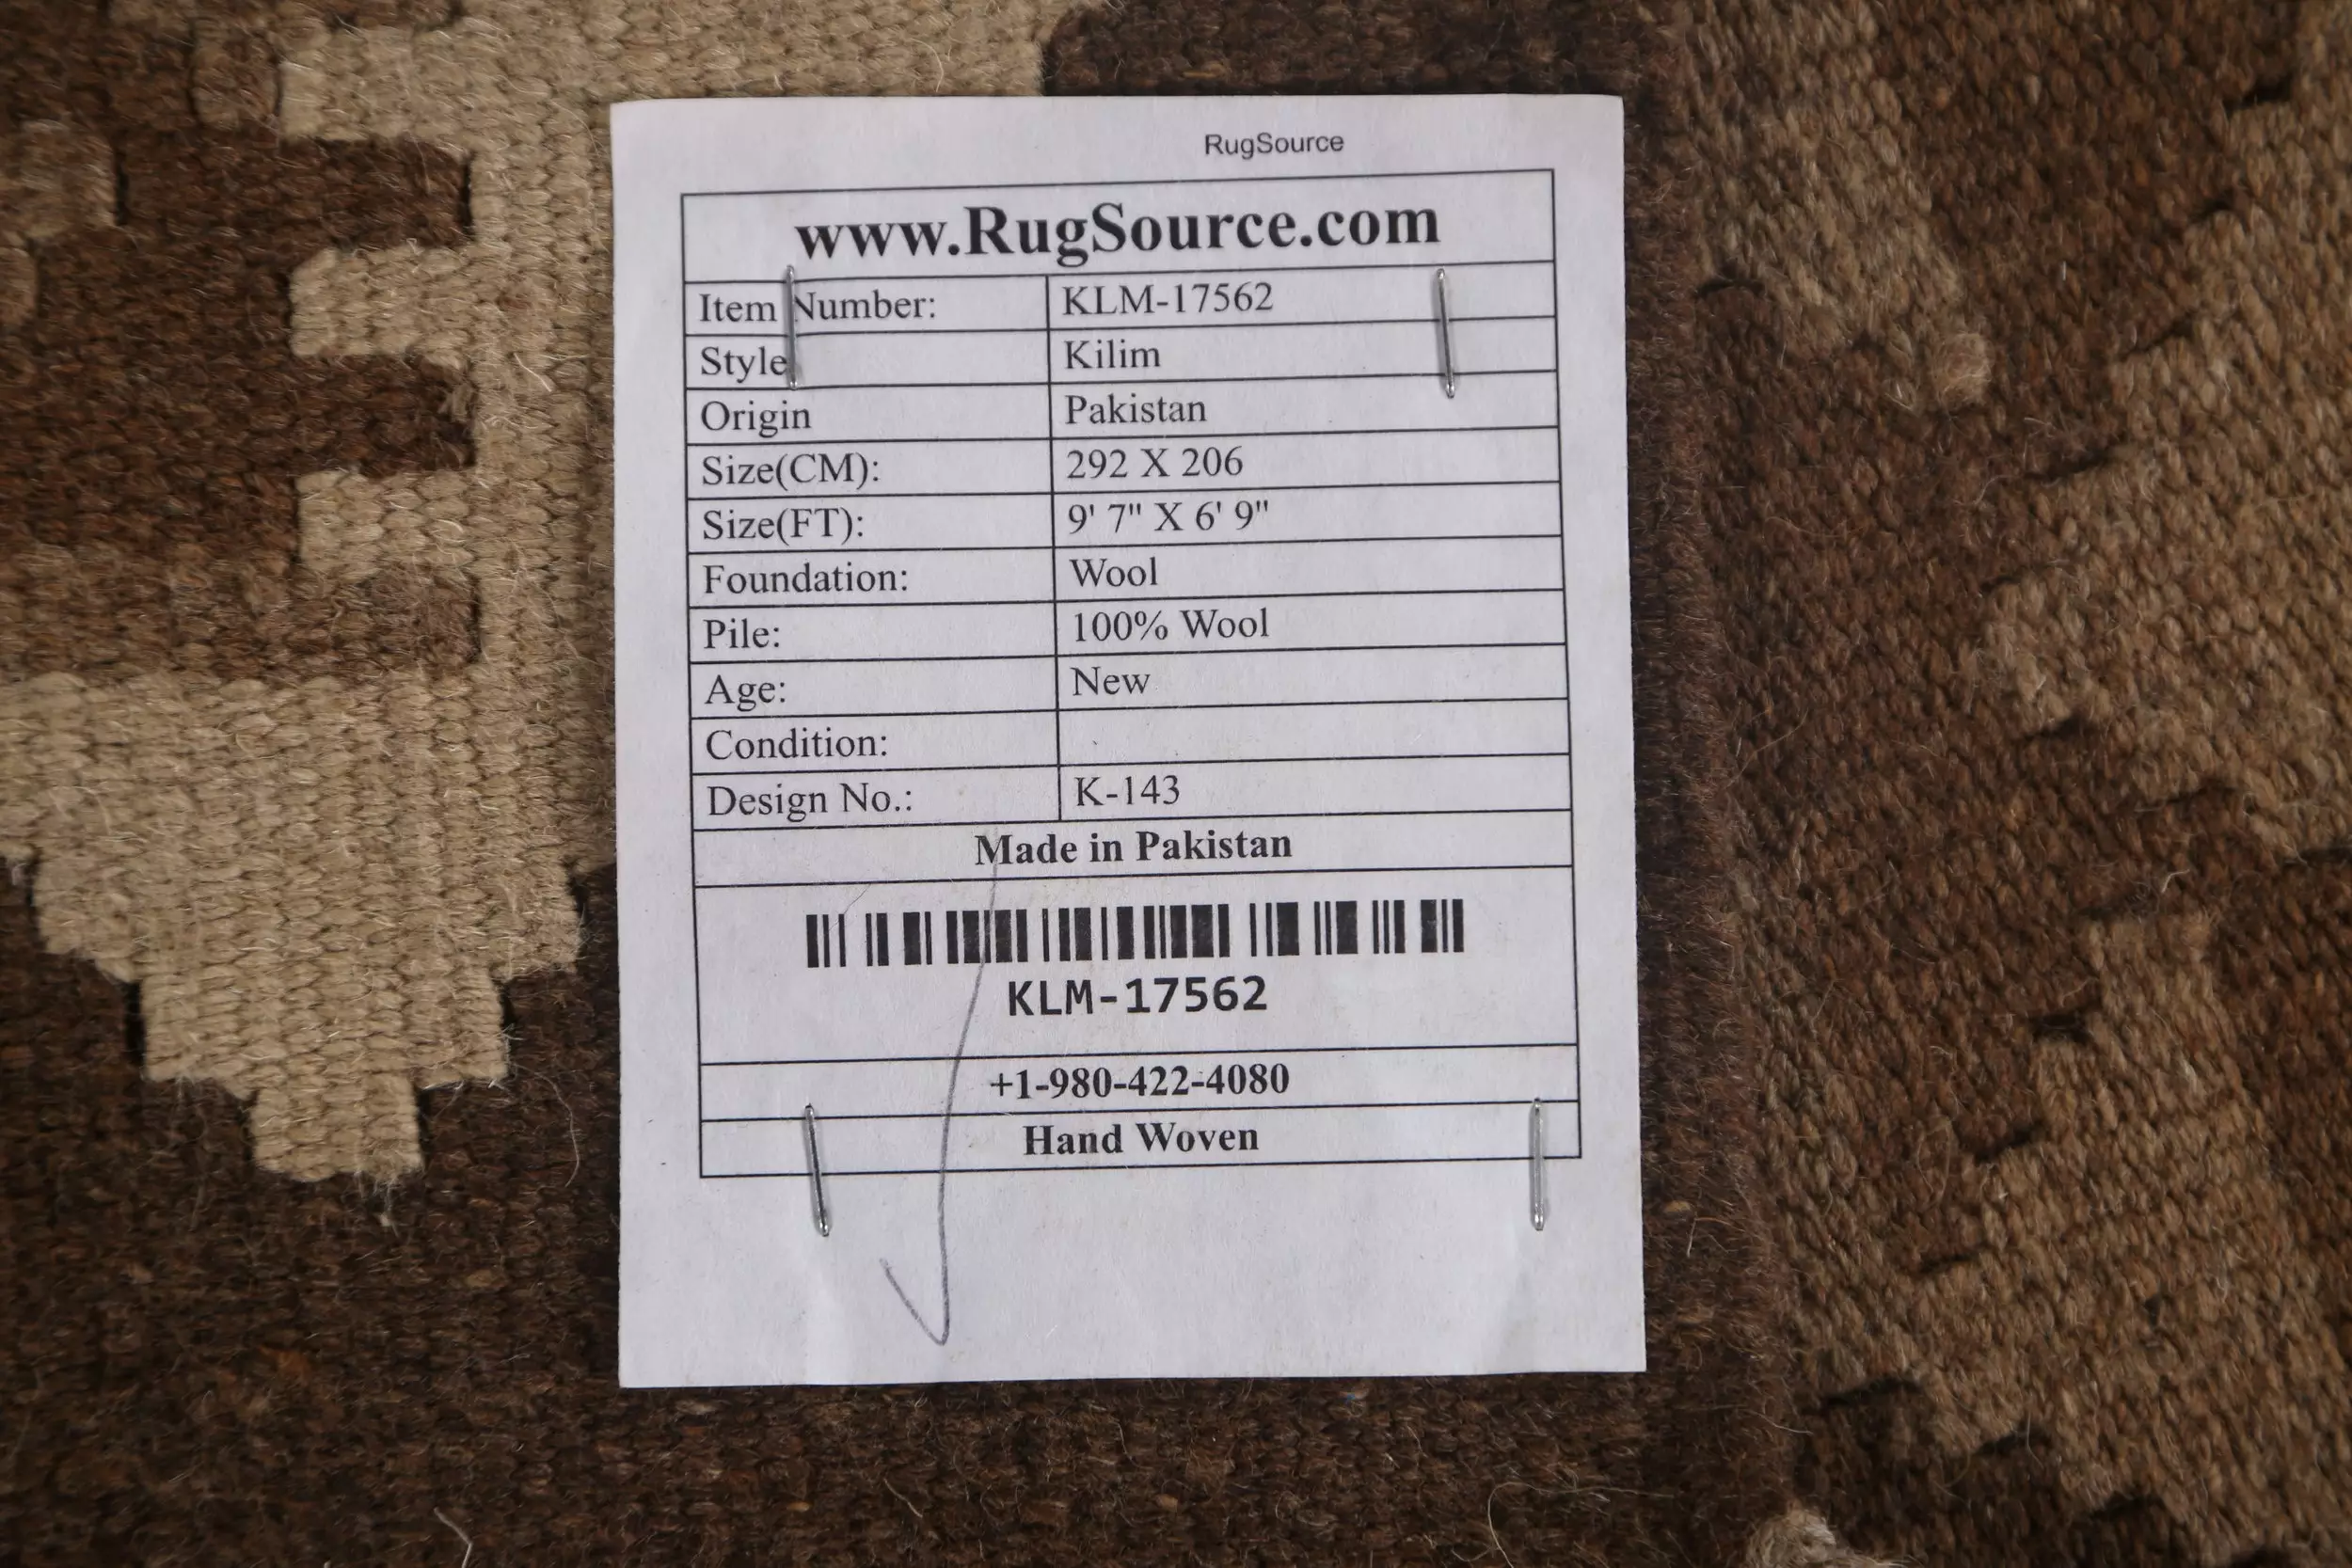 RugSource
www.RugSource.com
Item Number: KLM-17562
Style Kilim
Origin Pakistan
Size(CM): 292 X 206
Size(FT): 9' 7" X 6' 9"
Foundation: Wool
Pile: 100% Wool
Age: New
Condition:
Design No.: K-143
Made in Pakistan
KLM-17562
+1-980-422-4080
Hand Woven